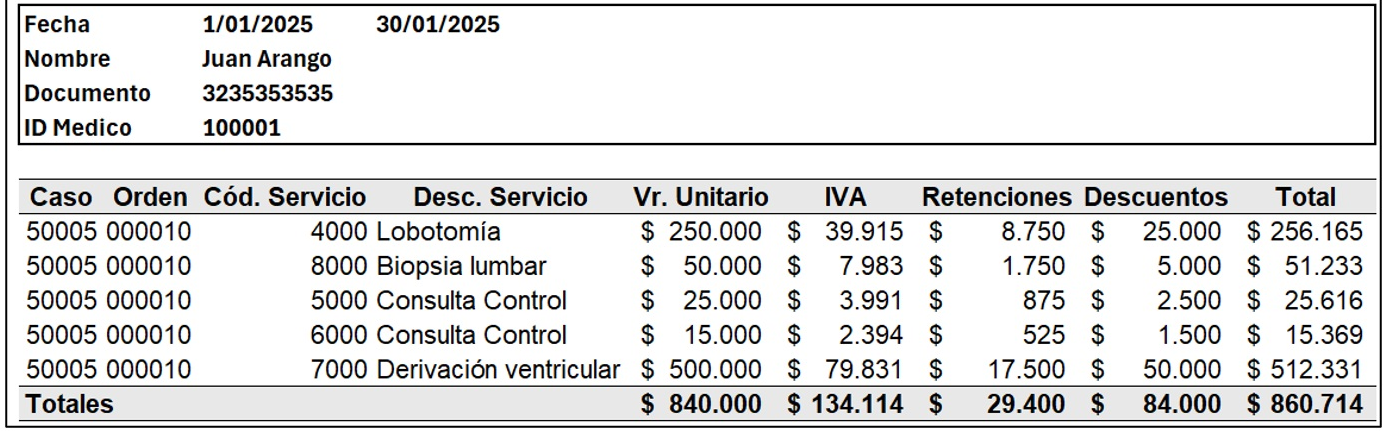 Fecha 1/01/2025 30/01/2025
Nombre Juan Arango
Documento 3235353535
ID Medico 100001
Caso Orden Cód. Servicio Desc. Servicio Vr. Unitario IVA Retenciones Descuentos Total
50005 000010 4000 Lobotomía $ 250.000 $ 39.915 $ 8.750 $ 25.000 $ 256.165
50005 000010 8000 Biopsia lumbar $ 50.000 $ 7.983 $ 1.750 $ 5.000 $ 51.233
50005 000010 5000 Consulta Control $ 25.000 $ 3.991 $ 875 $ 2.500 $ 25.616
50005 000010 6000 Consulta Control $ 15.000 $ 2.394 $ 525 $ 1.500 $ 15.369
50005 000010 7000 Derivación ventricular $ 500.000 $ 79.831 $ 17.500 $ 50.000 $ 512.331
Totales $ 840.000 $ 134.114 $ 29.400 $ 84.000 $ 860.714